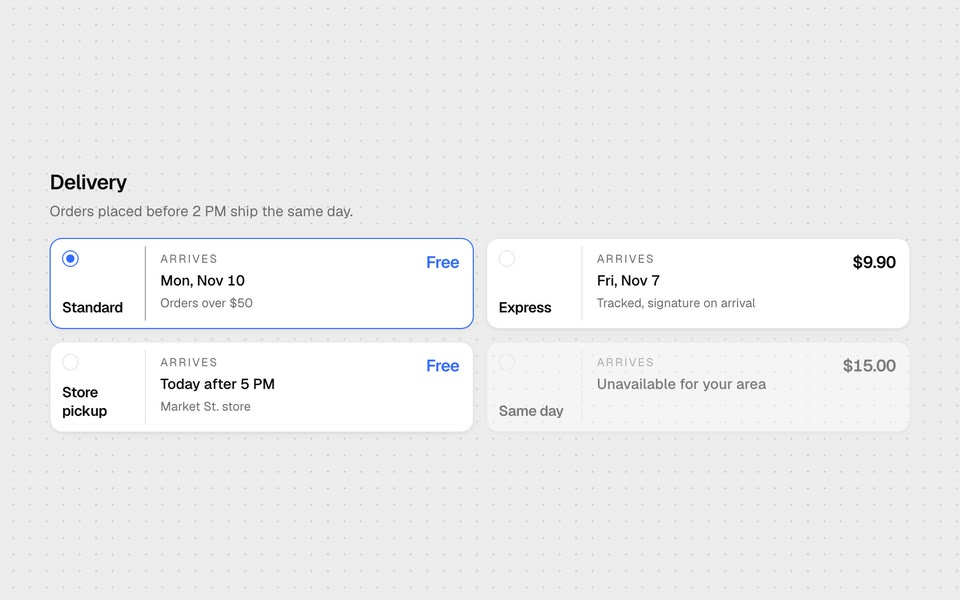 Delivery
Orders placed before 2 PM ship the same day.
Standard
ARRIVES
Mon, Nov 10
Orders over $50
Free
Express
ARRIVES
Fri, Nov 7
Tracked, signature on arrival
$9.90
Store
pickup
ARRIVES
Today after 5 PM
Market St. store
Free
Same day
ARRIVES
Unavailable for your area
$15.00